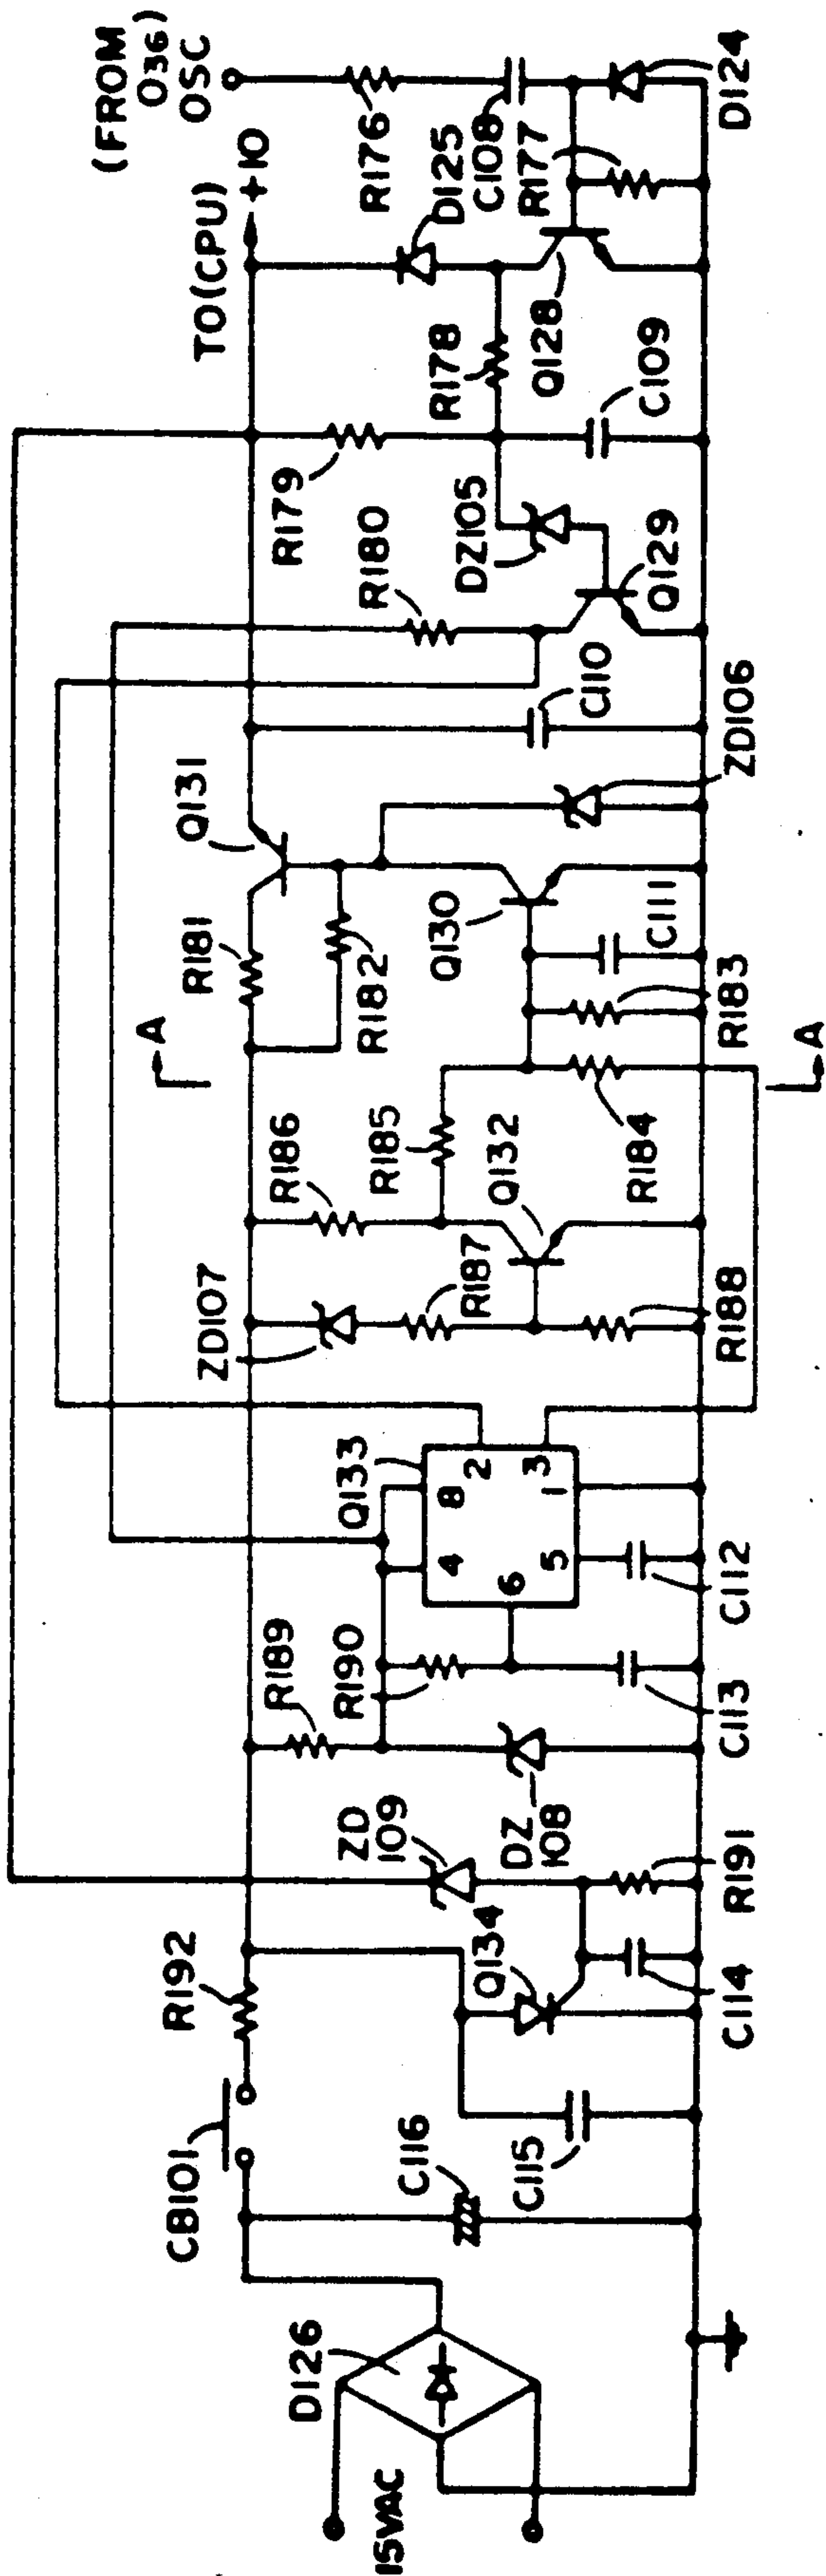 (FROM
O36)
OSC
TO(CPU)
+10
R176
D125
C108
R177
D124
R178
Q128
C109
R179
R180
DZ105
Q129
C110
ZD106
Q131
R181
R182
Q130
C111
R183
A
A
R186
R185
Q132
R184
ZD107
R187
R188
Q133
2
3
8
1
4
5
6
C112
R189
R190
C113
ZD
109
DZ
108
R191
Q134
C114
R192
CB101
C116
C115
D126
15VAC